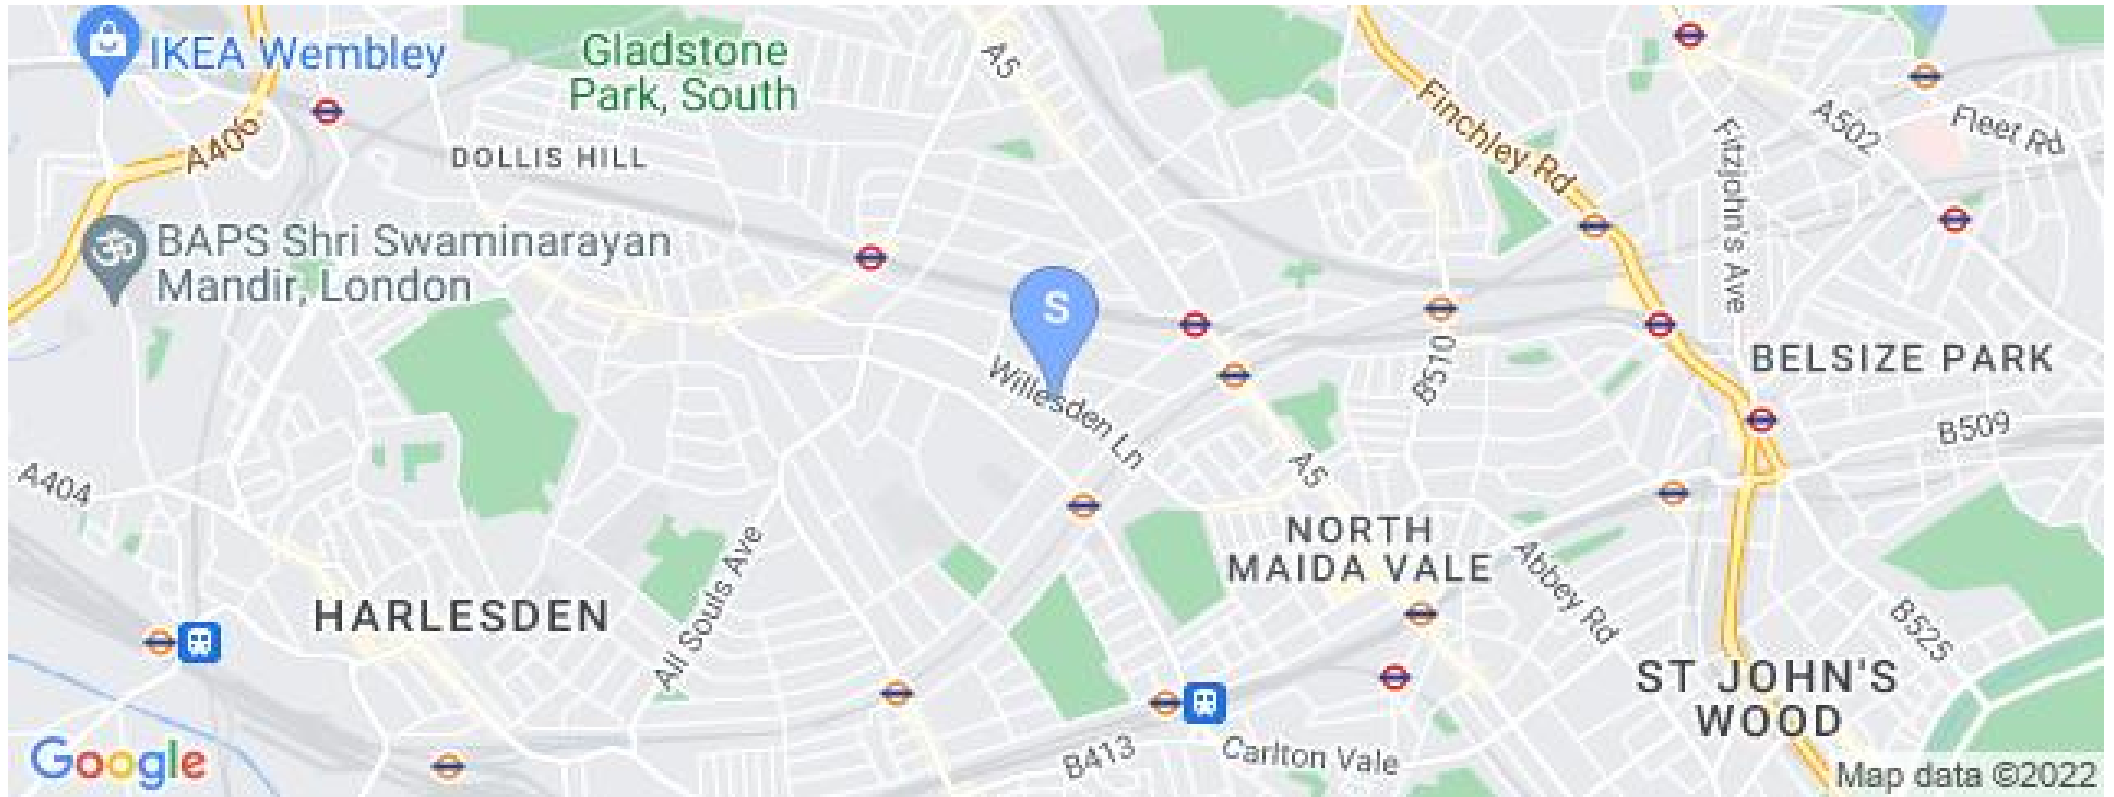 IKEA Wembley
Gladstone
Park, South
A5
Finchley Rd
A502
Fleet Rd
A406
DOLLIS HILL
Fitzjohn's Ave
BAPS Shri Swaminarayan
Mandir, London
S
Willesden Ln
B510
BELSIZE PARK
B509
A404
A5
NORTH
MAIDA VALE
Abbey Rd
All Souls Ave
HARLESDEN
B525
ST JOHN'S
WOOD
B413
Carlton Vale
Google
Map data ©2022